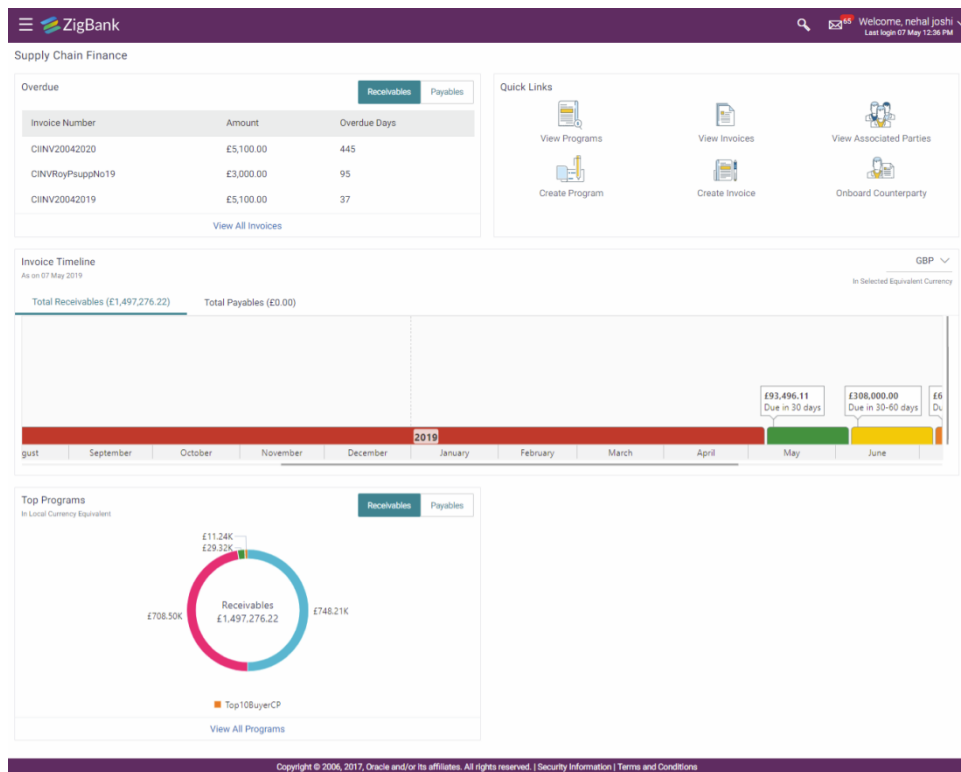 ZigBank
65
Welcome, nehal joshi
Last login 07 May 12:36 PM
Supply Chain Finance
Overdue
Receivables Payables
Invoice Number Amount Overdue Days
CIINV20042020 £5,100.00 445
CINVRoyPsuppNo19 £3,000.00 95
CIINV20042019 £5,100.00 37
View All Invoices
Quick Links
View Programs View Invoices View Associated Parties
Create Program Create Invoice Onboard Counterparty
Invoice Timeline
As on 07 May 2019
GBP
In Selected Equivalent Currency
Total Receivables (£1,497,276.22) Total Payables (£0.00)
£93,496.11
Due in 30 days
£308,000.00
Due in 30-60 days
£6
Du
2019
gust September October November December January February March April May June
Top Programs
In Local Currency Equivalent
Receivables Payables
£11.24K
£29.32K
£708.50K
Receivables
£1,497,276.22
£748.21K
Top10BuyerCP
View All Programs
Copyright © 2006, 2017, Oracle and/or its affiliates. All rights reserved. | Security Information | Terms and Conditions